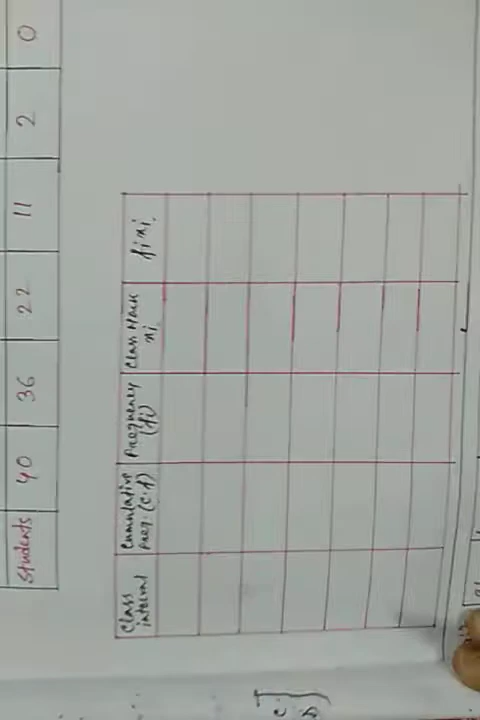 Students 40 36 22 11 2 0
Class Cumulative Frequency Class Mark fixi
interval freq. (c.f) (fi) xi